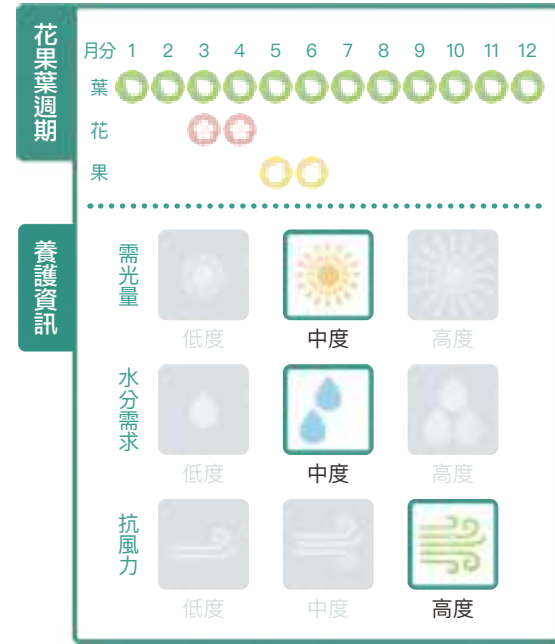 花果葉週期
月分 1 2 3 4 5 6 7 8 9 10 11 12
葉
花
果
養護資訊
需光量
低度 中度 高度
水分需求
低度 中度 高度
抗風力
低度 中度 高度